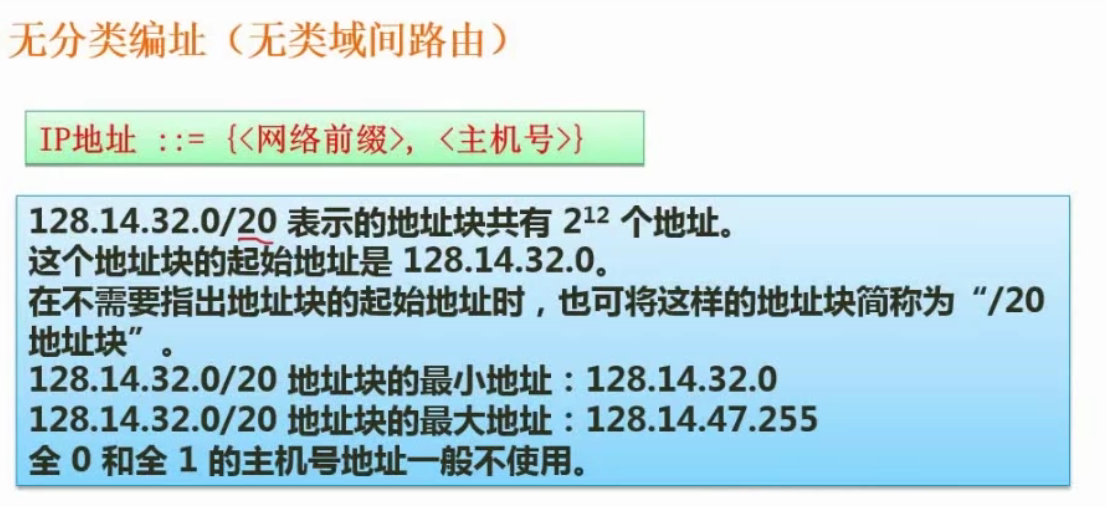 无分类编址（无类域间路由）
IP地址 ::= {<网络前缀>, <主机号>}
128.14.32.0/20 表示的地址块共有 2¹² 个地址。
这个地址块的起始地址是 128.14.32.0。
在不需要指出地址块的起始地址时，也可将这样的地址块简称为“/20
地址块”。
128.14.32.0/20 地址块的最小地址：128.14.32.0
128.14.32.0/20 地址块的最大地址：128.14.47.255
全 0 和全 1 的主机号地址一般不使用。